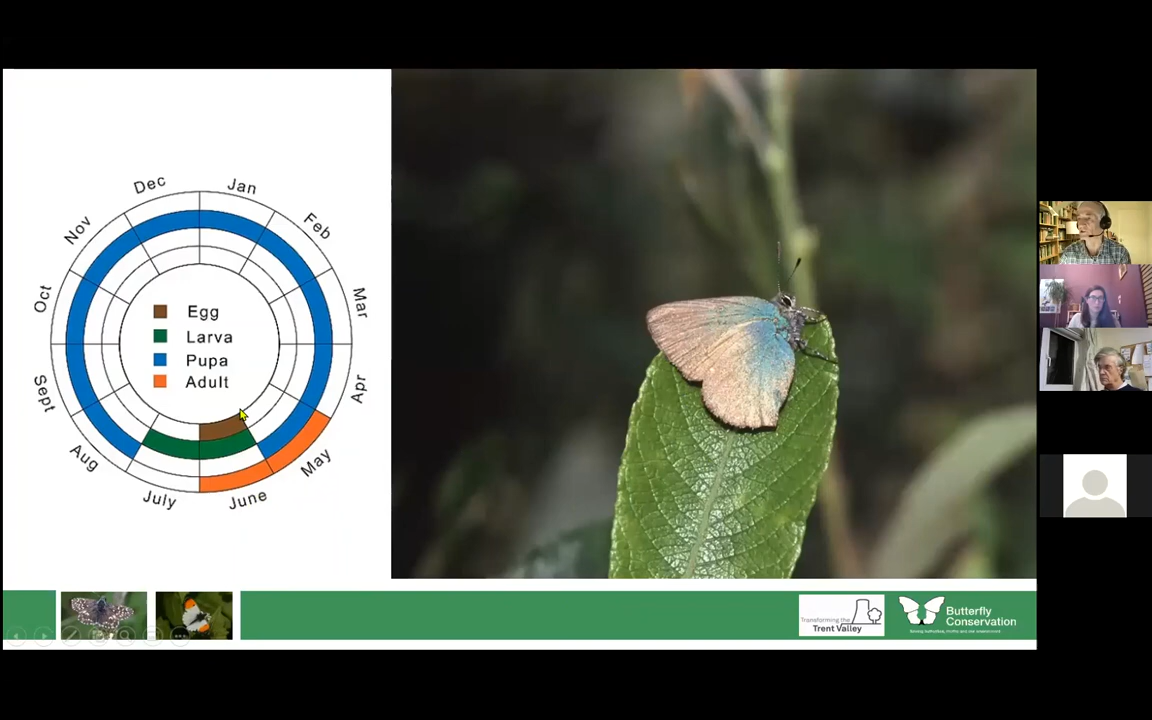 Dec
Jan
Nov
Feb
Oct
Mar
Egg
Larva
Pupa
Adult
Sept
Apr
Aug
May
July
June
Transforming the
Trent Valley
Butterfly
Conservation